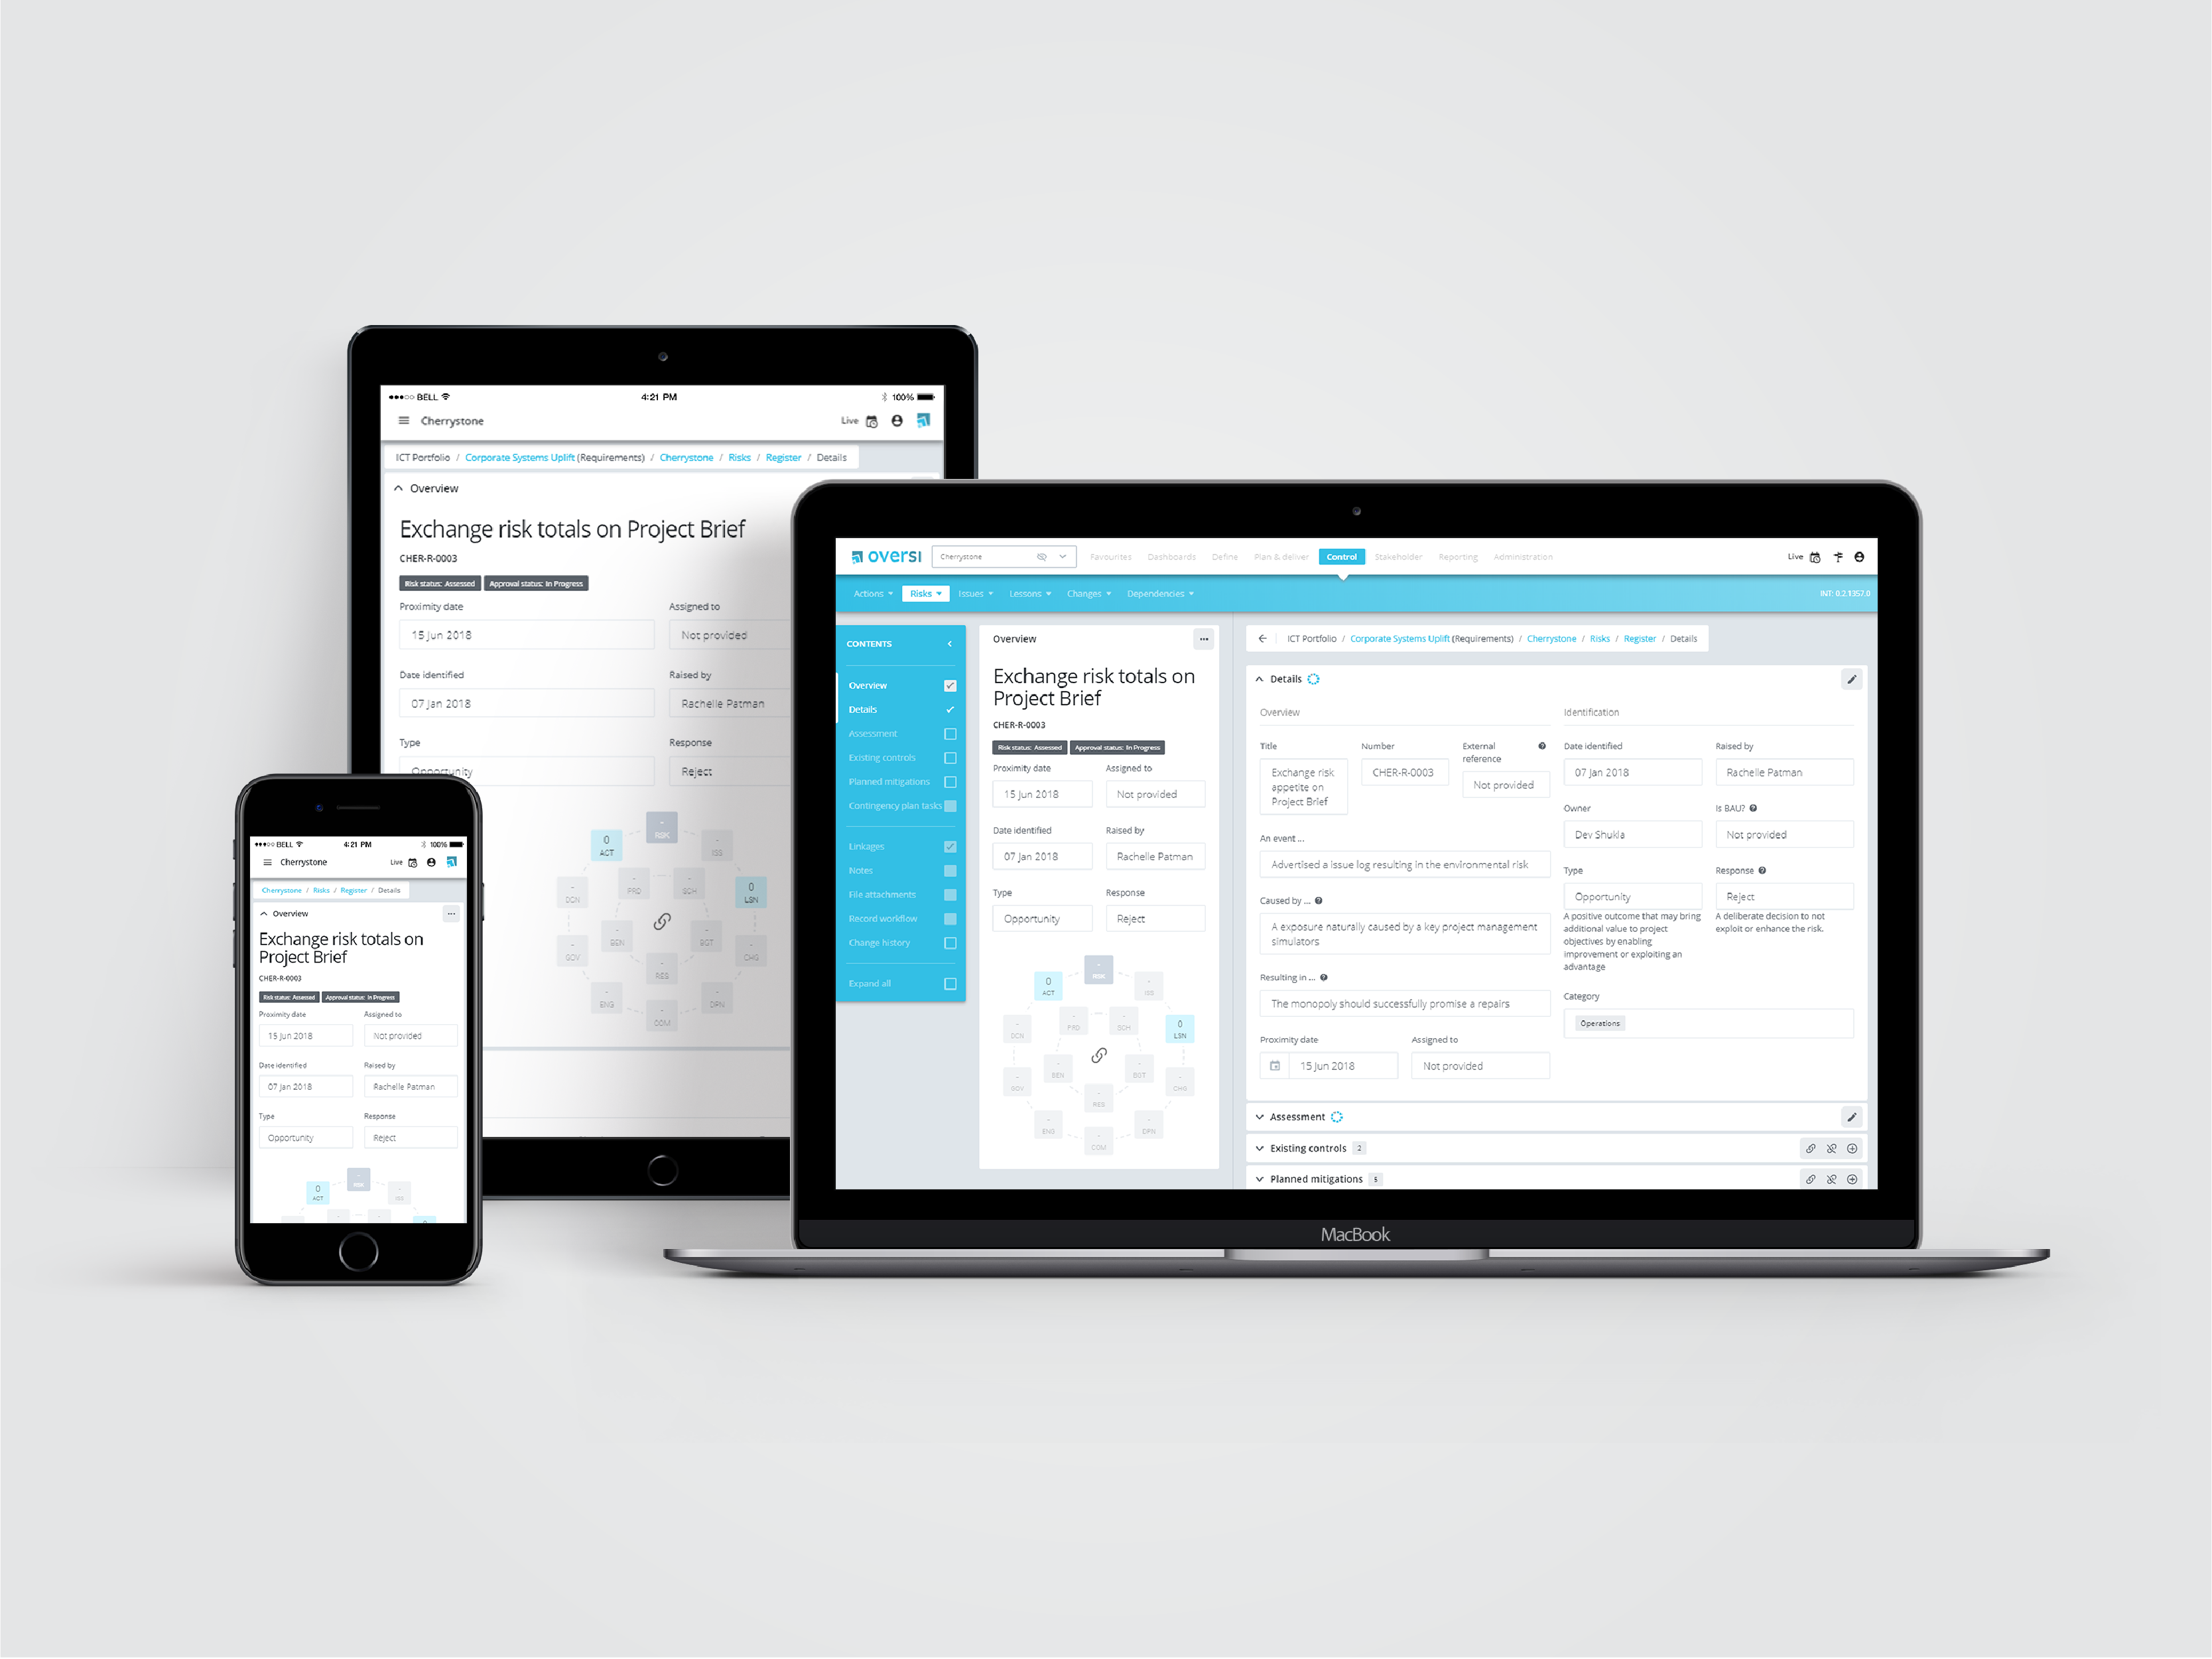 BELL
4:21 PM
100%
Cherrystone
Live
ICT Portfolio / Corporate Systems Uplift (Requirements) / Cherrystone / Risks / Register / Details
Overview
Exchange risk totals on Project Brief
CHER-R-0003
Risk status: Assessed
Approval status: In Progress
Proximity date
Assigned to
15 Jun 2018
Not provided
Date identified
Raised by
07 Jan 2018
Rachelle Patman
Type
Response
Opportunity
Reject
-
RSK
0
ACT
-
ISS
-
PRD
-
SCH
-
DCN
0
LSN
-
BEN
-
BGT
-
GOV
-
CHG
-
RES
-
ENG
-
DPN
-
COM
BELL
4:21 PM
100%
Cherrystone
Live
Cherrystone / Risks / Register / Details
Overview
Exchange risk totals on
Project Brief
CHER-R-0003
Risk status: Assessed
Approval status: In Progress
Proximity date
Assigned to
15 Jun 2018
Not provided
Date identified
Raised by
07 Jan 2018
Rachelle Patman
Type
Response
Opportunity
Reject
-
RSK
0
ACT
-
ISS
oversi
Cherrystone
Favourites
Dashboards
Define
Plan & deliver
Control
Stakeholder
Reporting
Administration
Live
Actions
Risks
Issues
Lessons
Changes
Dependencies
INT: 0.2.1357.0
CONTENTS
Overview
Details
Assessment
Existing controls
Planned mitigations
Contingency plan tasks
Linkages
Notes
File attachments
Record workflow
Change history
Expand all
Overview
Exchange risk totals on
Project Brief
CHER-R-0003
Risk status: Assessed
Approval status: In Progress
Proximity date
Assigned to
15 Jun 2018
Not provided
Date identified
Raised by
07 Jan 2018
Rachelle Patman
Type
Response
Opportunity
Reject
-
RSK
0
ACT
-
ISS
-
PRD
-
SCH
-
DCN
0
LSN
-
BEN
-
BGT
-
GOV
-
CHG
-
RES
-
ENG
-
DPN
-
COM
ICT Portfolio / Corporate Systems Uplift (Requirements) / Cherrystone / Risks / Register / Details
Details
Overview
Title
Number
External
reference
Exchange risk
appetite on
Project Brief
CHER-R-0003
Not provided
An event ...
Advertised a issue log resulting in the environmental risk
Caused by ...
A exposure naturally caused by a key project management
simulators
Resulting in ...
The monopoly should successfully promise a repairs
Proximity date
Assigned to
15 Jun 2018
Not provided
Identification
Date identified
Raised by
07 Jan 2018
Rachelle Patman
Owner
Is BAU?
Dev Shukla
Not provided
Type
Response
Opportunity
Reject
A positive outcome that may bring
additional value to project
objectives by enabling
improvement or exploiting an
advantage
A deliberate decision to not
exploit or enhance the risk.
Category
Operations
Assessment
Existing controls 2
Planned mitigations 5
MacBook